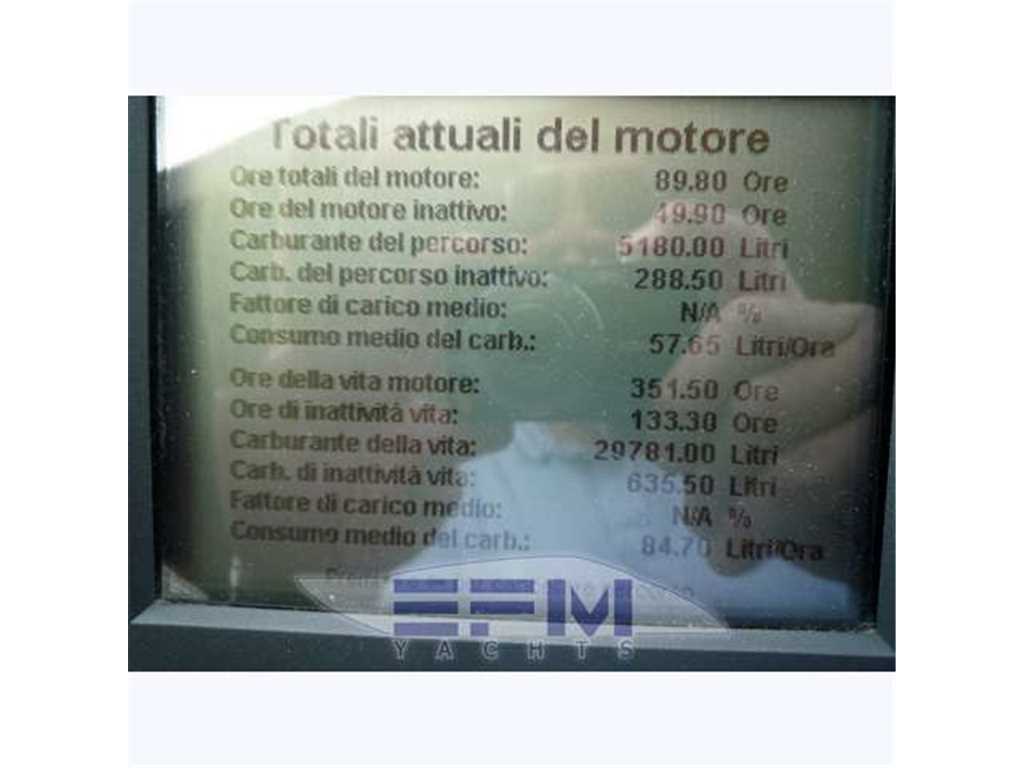 Totali attuali del motore
Ore totali del motore: 89.80 Ore
Ore del motore inattivo: 49.90 Ore
Carburante del percorso: 5180.00 Litri
Carb. del percorso inattivo: 288.50 Litri
Fattore di carico medio: N/A %
Consumo medio del carb.: 57.65 Litri/Ora
Ore della vita motore: 351.50 Ore
Ore di inattività vita: 133.30 Ore
Carburante della vita: 29781.00 Litri
Carb. di inattività vita: 635.50 Litri
Fattore di carico medio: N/A %
Consumo medio del carb.: 84.70 Litri/Ora
EFM
YACHTS